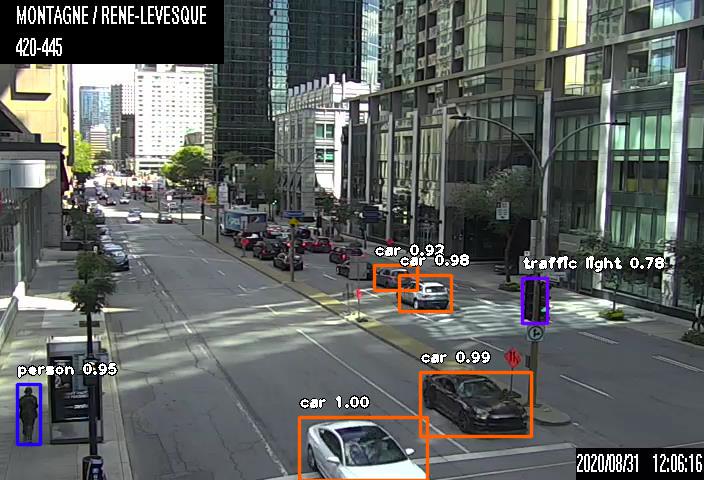 MONTAGNE / RENE-LEVESQUE
420-445
car 0.92
car 0.98
traffic light 0.78
car 0.99
person 0.95
car 1.00
2020/08/31 12:06:16